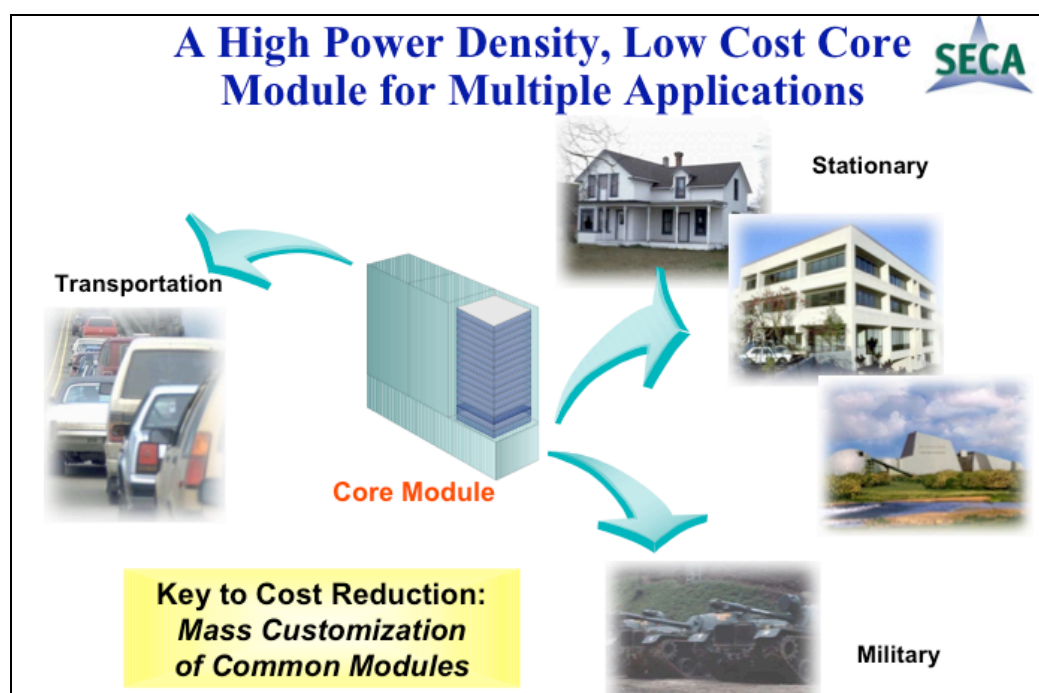 A High Power Density, Low Cost Core
Module for Multiple Applications
SECA
Stationary
Transportation
Core Module
Key to Cost Reduction:
Mass Customization
of Common Modules
Military